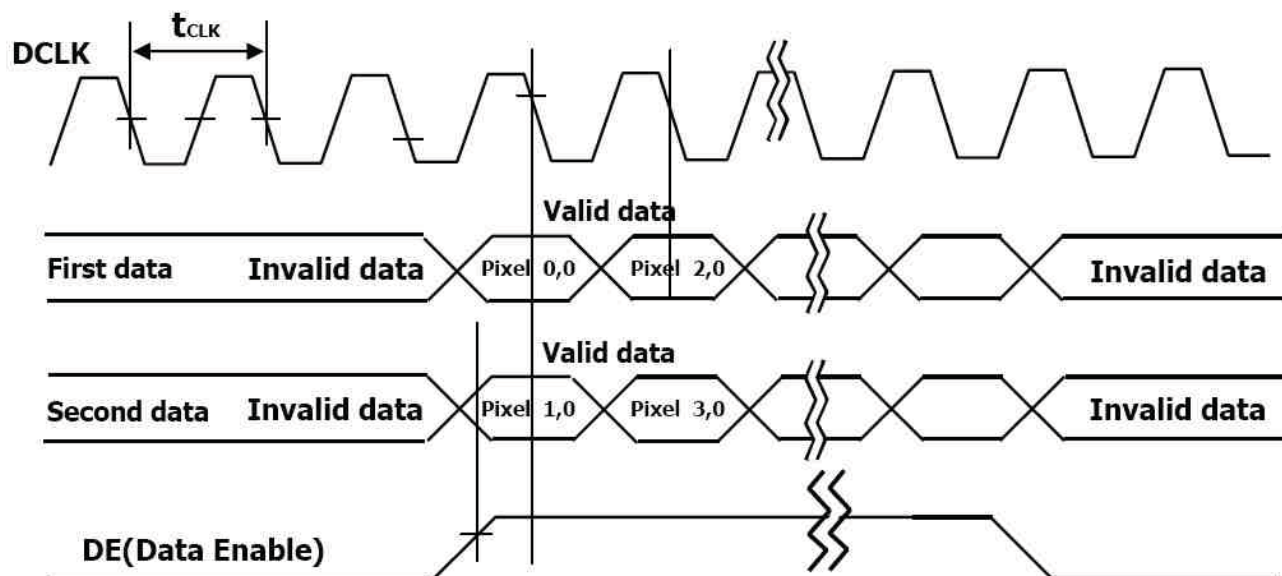 tCLK
DCLK
Valid data
First data Invalid data Pixel 0,0 Pixel 2,0 Invalid data
Valid data
Second data Invalid data Pixel 1,0 Pixel 3,0 Invalid data
DE(Data Enable)